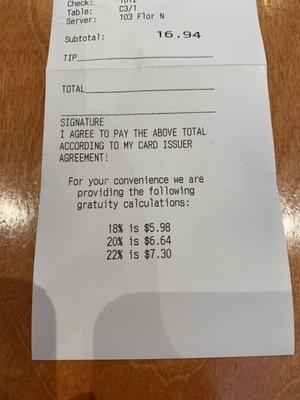 Check:
Table: C3/1
Server: 103 Flor N
Subtotal: 16.94
TIP
TOTAL
SIGNATURE
I AGREE TO PAY THE ABOVE TOTAL
ACCORDING TO MY CARD ISSUER
AGREEMENT!
For your convenience we are
providing the following
gratuity calculations:
18% is $5.98
20% is $6.64
22% is $7.30